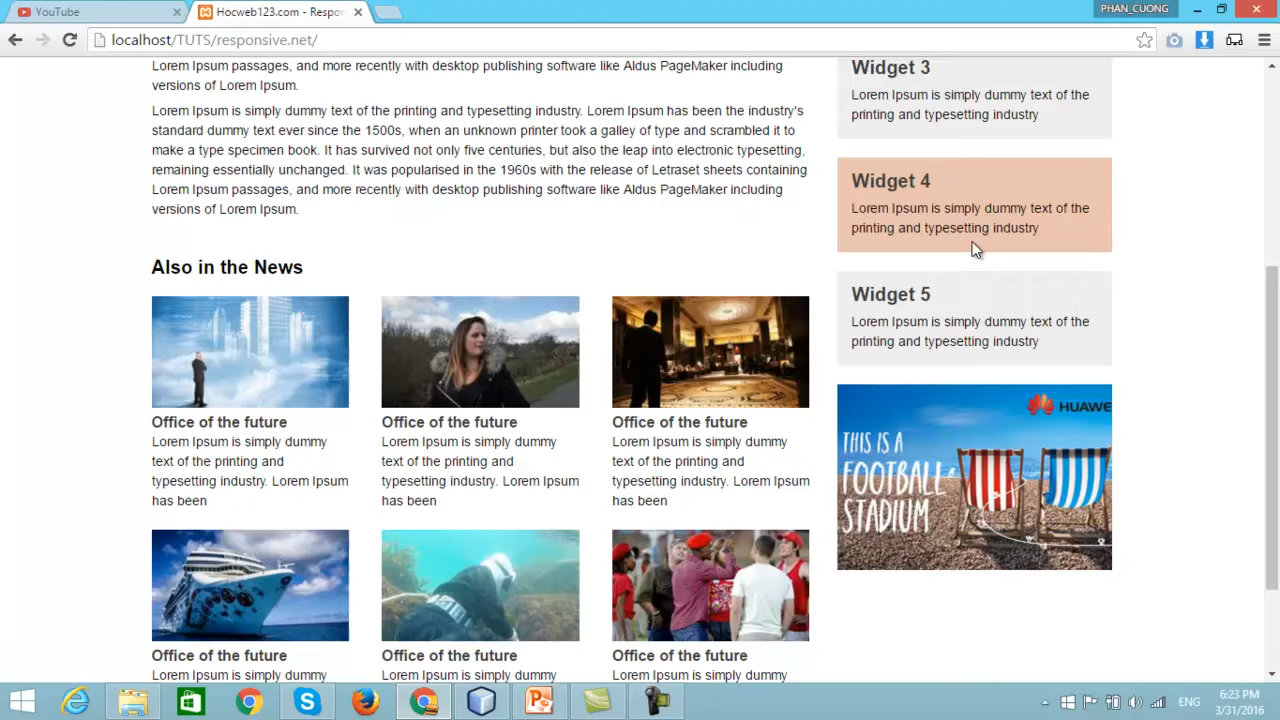 YouTube
Hocweb123.com - Respon
PHAN_CUONG
localhost/TUTS/responsive.net/
Lorem Ipsum passages, and more recently with desktop publishing software like Aldus PageMaker including
versions of Lorem Ipsum.
Lorem Ipsum is simply dummy text of the printing and typesetting industry. Lorem Ipsum has been the industry's
standard dummy text ever since the 1500s, when an unknown printer took a galley of type and scrambled it to
make a type specimen book. It has survived not only five centuries, but also the leap into electronic typesetting,
remaining essentially unchanged. It was popularised in the 1960s with the release of Letraset sheets containing
Lorem Ipsum passages, and more recently with desktop publishing software like Aldus PageMaker including
versions of Lorem Ipsum.
Also in the News
Office of the future
Lorem Ipsum is simply dummy
text of the printing and
typesetting industry. Lorem Ipsum
has been
Office of the future
Lorem Ipsum is simply dummy
text of the printing and
typesetting industry. Lorem Ipsum
has been
Office of the future
Lorem Ipsum is simply dummy
text of the printing and
typesetting industry. Lorem Ipsum
has been
Office of the future
Lorem Ipsum is simply dummy
Office of the future
Lorem Ipsum is simply dummy
Office of the future
Lorem Ipsum is simply dummy
Widget 3
Lorem Ipsum is simply dummy text of the
printing and typesetting industry
Widget 4
Lorem Ipsum is simply dummy text of the
printing and typesetting industry
Widget 5
Lorem Ipsum is simply dummy text of the
printing and typesetting industry
HUAWE
THIS IS A
FOOTBALL
STADIUM
ENG
6:23 PM
3/31/2016